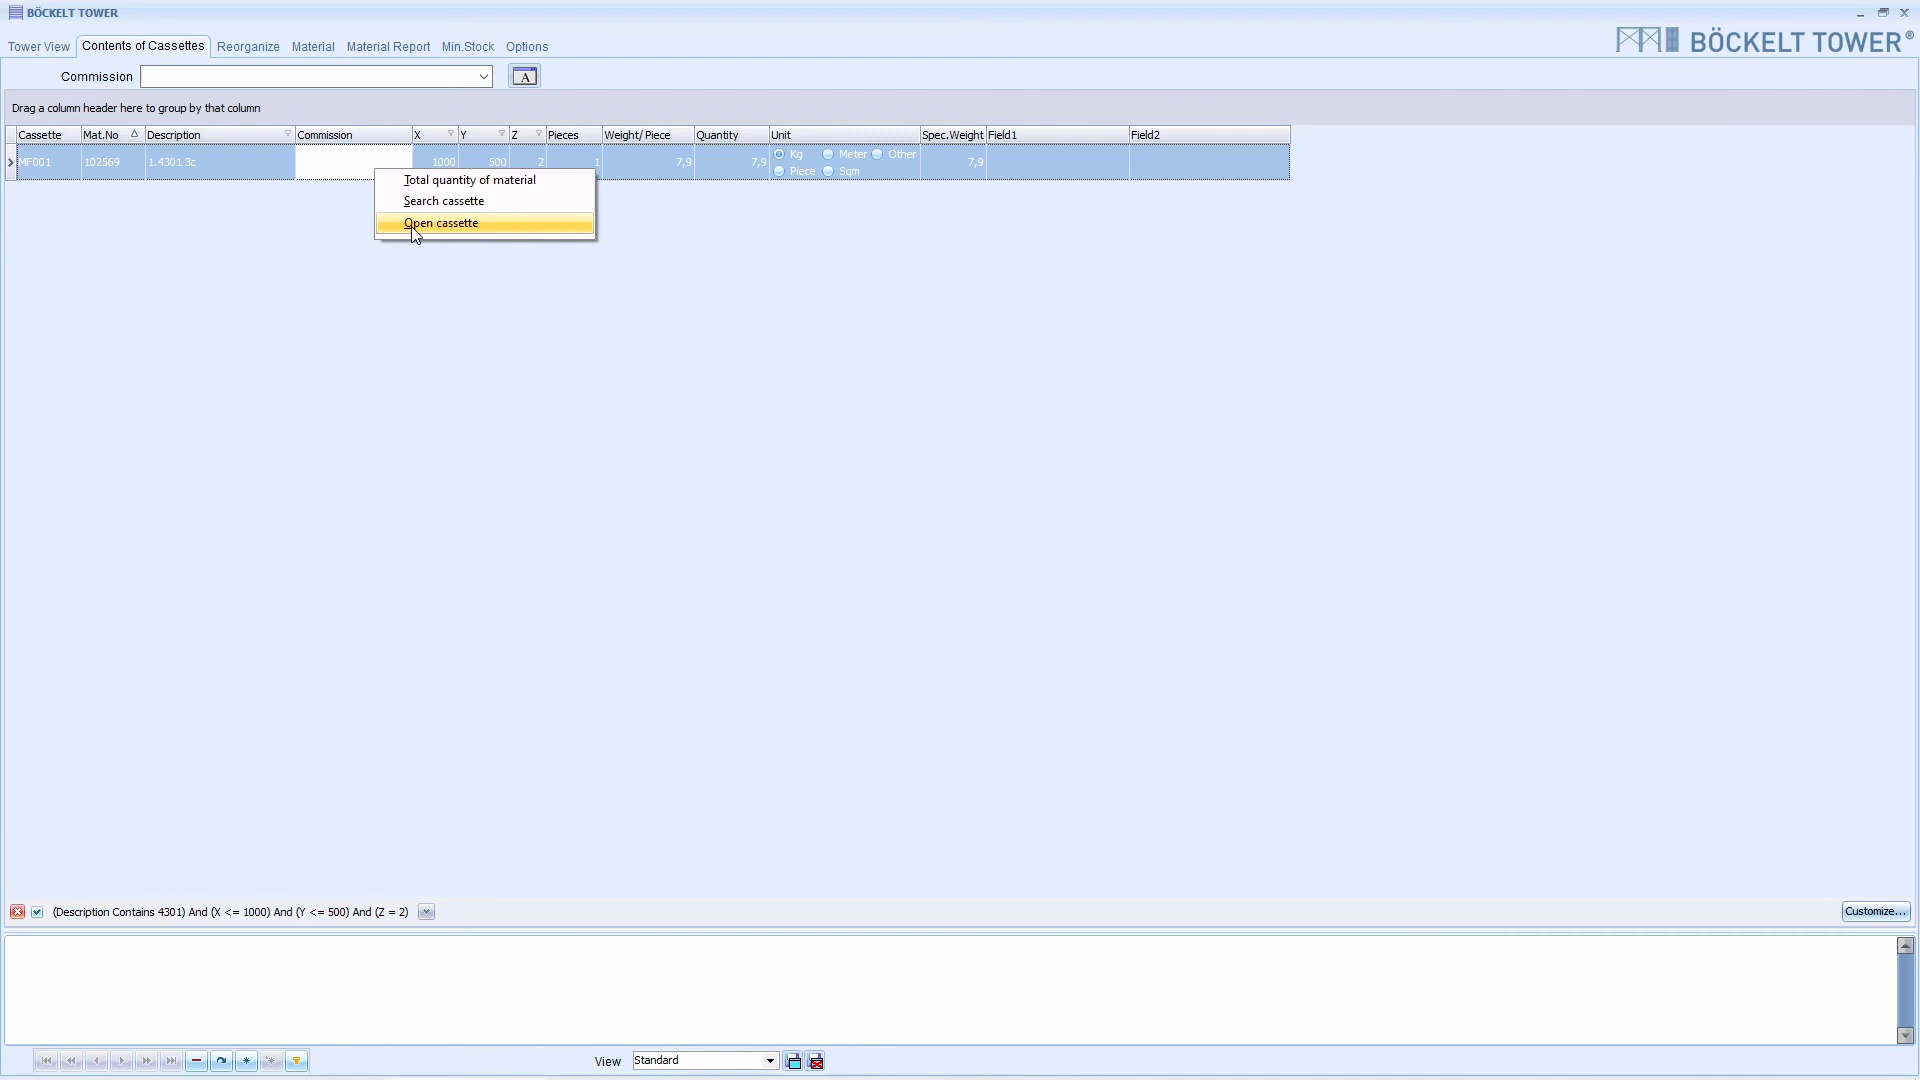 BÖCKELT TOWER
Tower View Contents of Cassettes Reorganize Material Material Report Min.Stock Options
BÖCKELT TOWER®
Commission
A
Drag a column header here to group by that column
Cassette Mat.No Description Commission X Y Z Pieces Weight/ Piece Quantity Unit Spec.Weight Field1 Field2
MF001 102569 1.4301 3c 1000 500 2 1 7,9 7,9 Kg Meter Other 7,9
Piece Sqm
Total quantity of material
Search cassette
Open cassette
(Description Contains 4301) And (X <= 1000) And (Y <= 500) And (Z = 2)
Customize...
View Standard